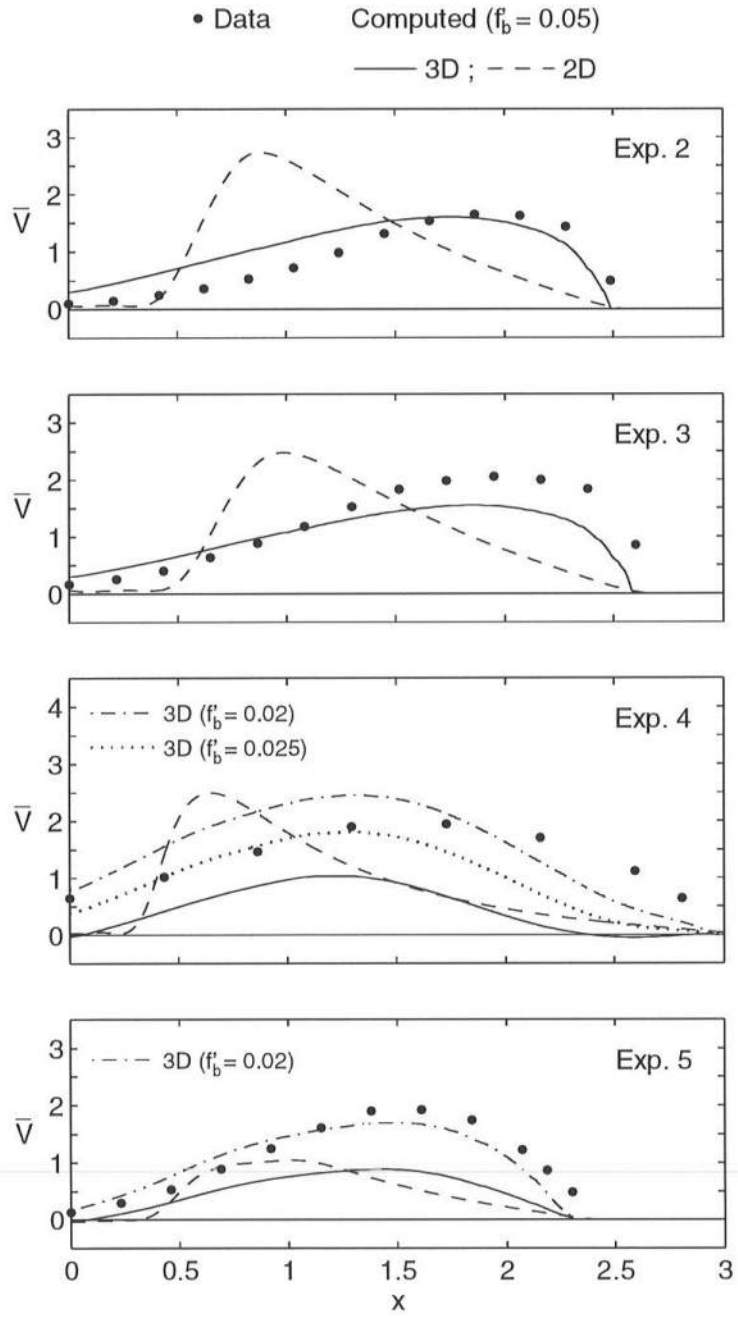 • Data Computed (f'b = 0.05)
—— 3D ; – – – 2D
3
Exp. 2
2
V̅
1
0
3
Exp. 3
2
V̅
1
0
4
3D (f'b = 0.02)
Exp. 4
3
3D (f'b = 0.025)
V̅
2
1
0
3
3D (f'b = 0.02)
Exp. 5
2
V̅
1
0
0 0.5 1 1.5 2 2.5 3
x